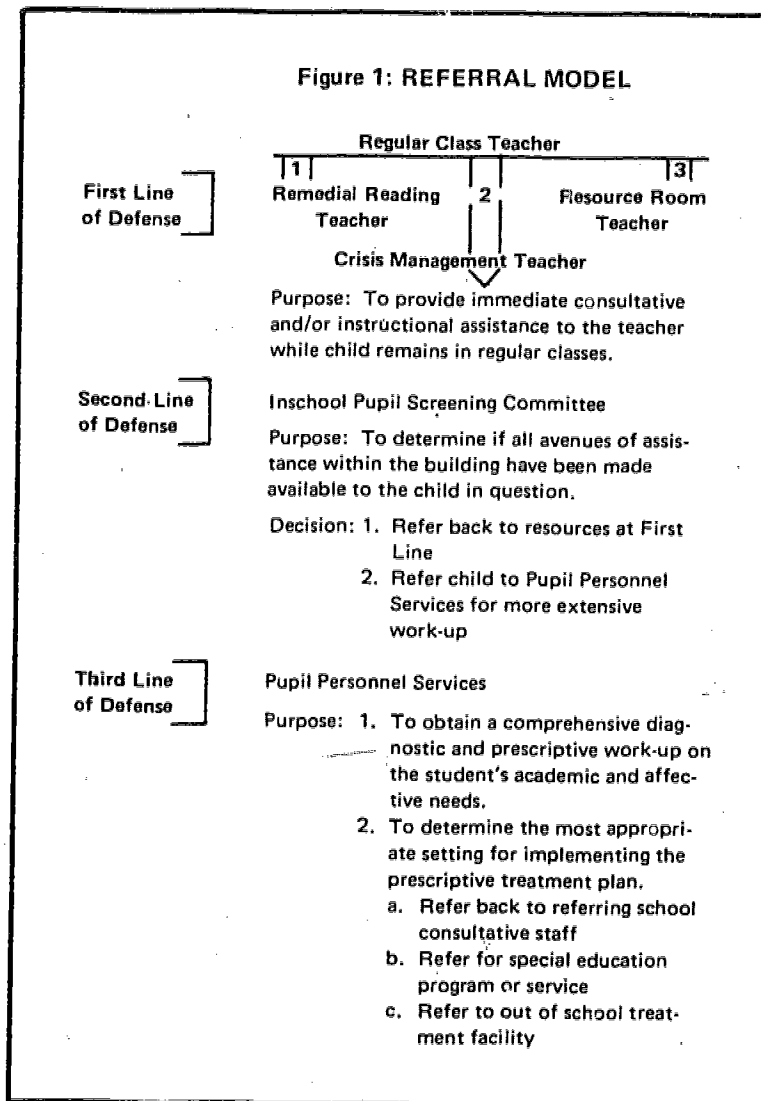 Figure 1: REFERRAL MODEL
Regular Class Teacher
1
2
3
First Line
of Defense
Remedial Reading
Teacher
Resource Room
Teacher
Crisis Management Teacher
Purpose: To provide immediate consultative
and/or instructional assistance to the teacher
while child remains in regular classes.
Second Line
of Defense
Inschool Pupil Screening Committee
Purpose: To determine if all avenues of assis-
tance within the building have been made
available to the child in question.
Decision: 1. Refer back to resources at First
Line
2. Refer child to Pupil Personnel
Services for more extensive
work-up
Third Line
of Defense
Pupil Personnel Services
Purpose: 1. To obtain a comprehensive diag-
nostic and prescriptive work-up on
the student's academic and affec-
tive needs.
2. To determine the most appropri-
ate setting for implementing the
prescriptive treatment plan.
a. Refer back to referring school
consultative staff
b. Refer for special education
program or service
c. Refer to out of school treat-
ment facility